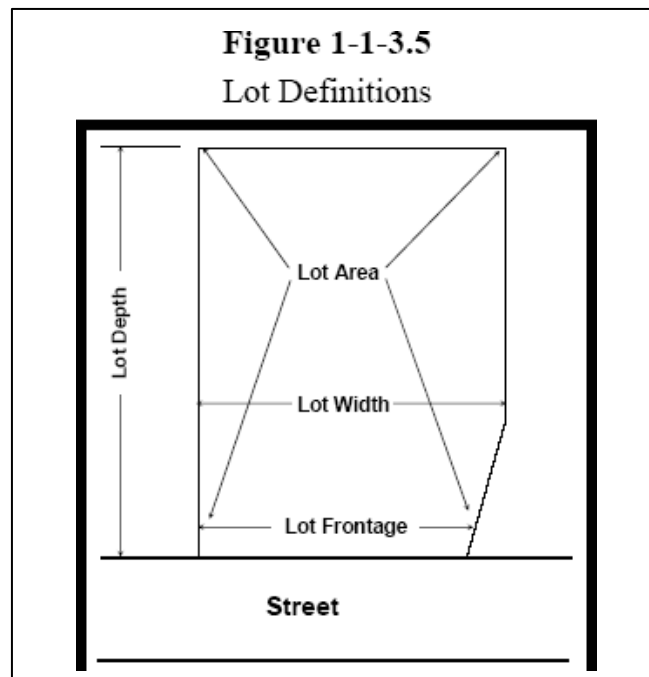 Figure 1-1-3.5
Lot Definitions
Lot Area
Lot Depth
Lot Width
Lot Frontage
Street